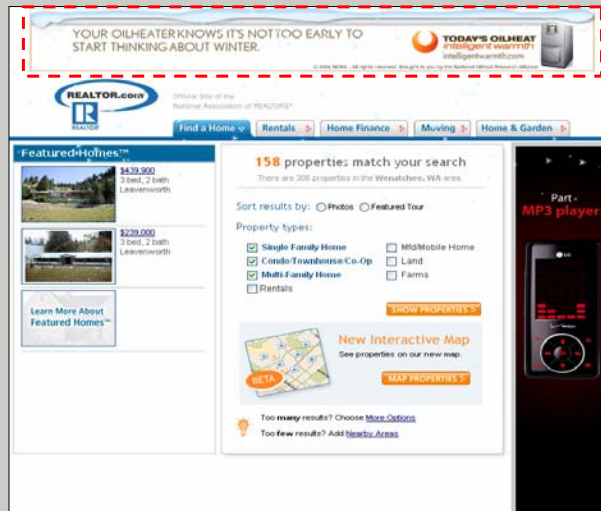 YOUR OILHEATER KNOWS IT'S NOT TOO EARLY TO
START THINKING ABOUT WINTER.
TODAY'S OILHEAT
intelligent warmth
intelligentwarmth.com
REALTOR.com
REALTOR
Official Site of the
National Association of REALTORS®
Find a Home
Rentals
Home Finance
Moving
Home & Garden
Featured Homes™
$439,900
3 bed, 2 bath
Leavenworth
$239,000
3 bed, 2 bath
Leavenworth
Learn More About
Featured Homes™
158 properties match your search
There are 306 properties in the Wenatchee, WA area.
Sort results by: Photos Featured Tour
Property types:
Single Family Home Mfd/Mobile Home
Condo/Townhouse/Co-Op Land
Multi-Family Home Farms
Rentals
SHOW PROPERTIES >
New Interactive Map
See properties on our new map.
BETA
MAP PROPERTIES >
Too many results? Choose More Options
Too few results? Add Nearby Areas
Part
MP3 player
LG